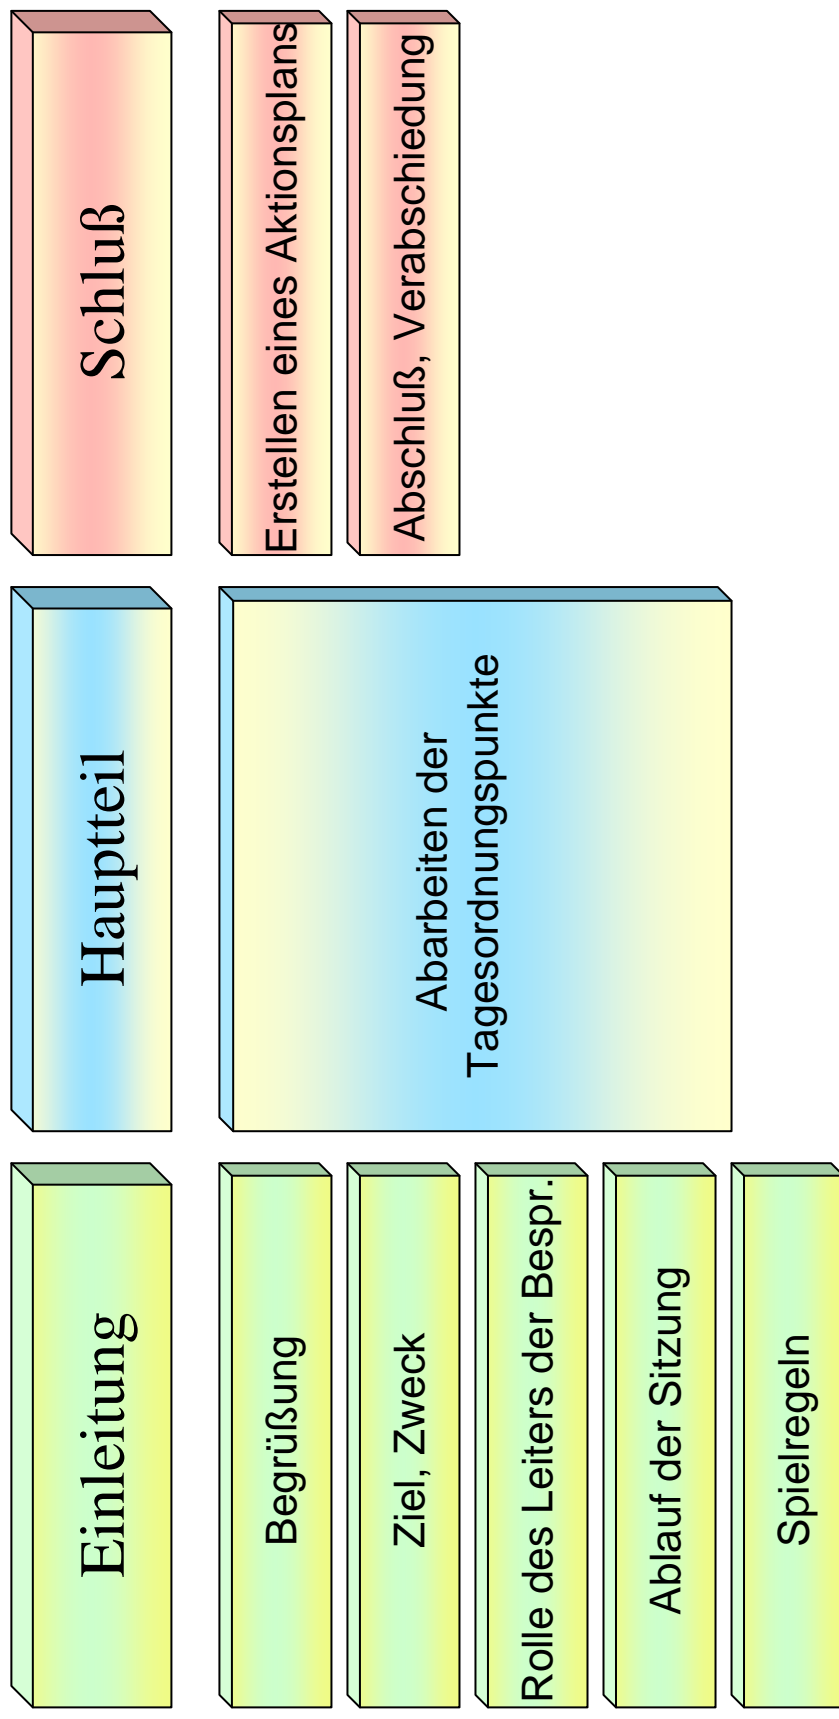 Einleitung
Begrüßung
Ziel, Zweck
Rolle des Leiters der Bespr.
Ablauf der Sitzung
Spielregeln
Hauptteil
Abarbeiten der
Tagesordnungspunkte
Schluß
Erstellen eines Aktionsplans
Abschluß, Verabschiedung